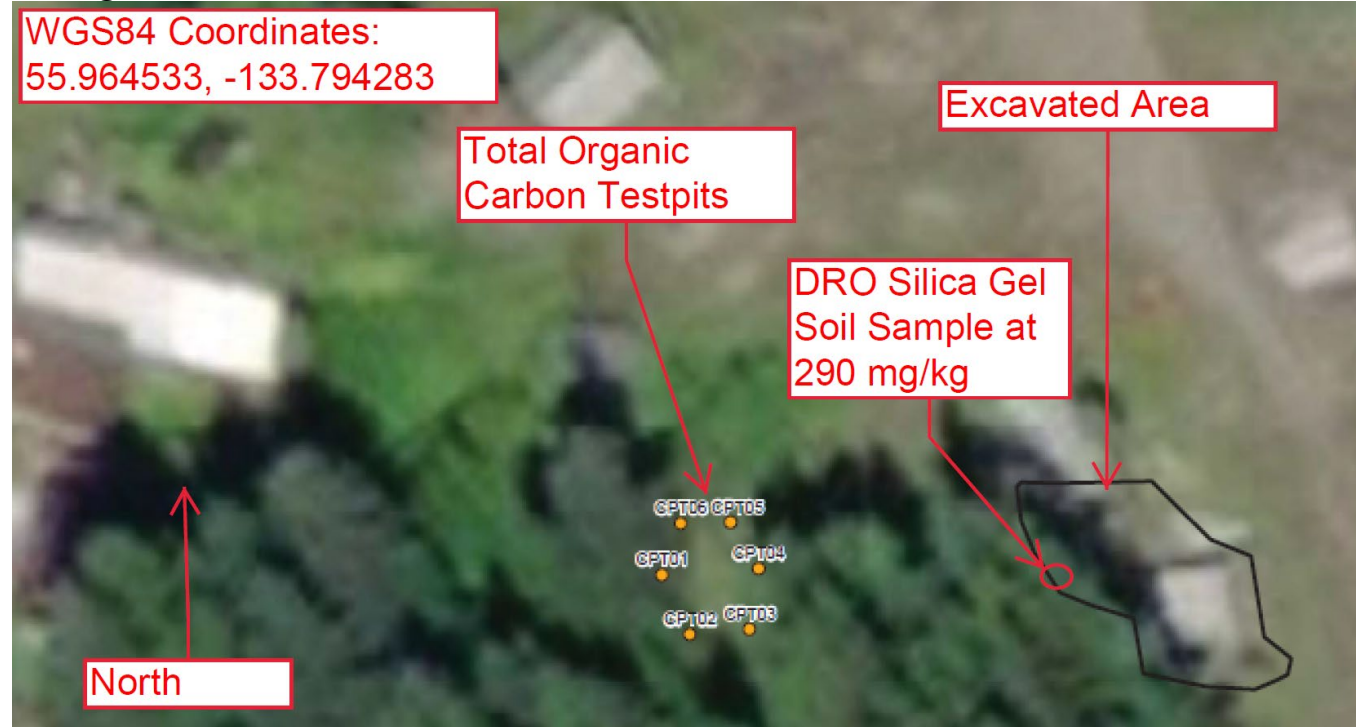 WGS84 Coordinates:
55.964533, -133.794283
Excavated Area
Total Organic
Carbon Testpits
DRO Silica Gel
Soil Sample at
290 mg/kg
CPT06 CPT05
CPT01
CPT04
CPT02
CPT03
North